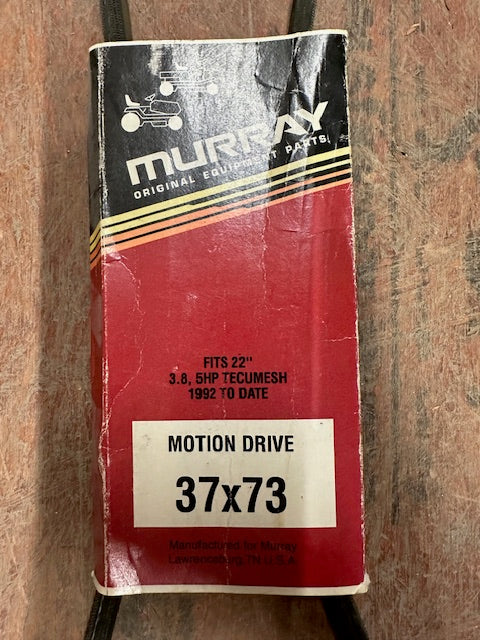 MURRAY
ORIGINAL EQUIPMENT PARTS
FITS 22"
3.8, 5HP TECUMESH
1992 TO DATE
MOTION DRIVE
37x73
Manufactured for Murray
Lawrenceburg, TN U.S.A.